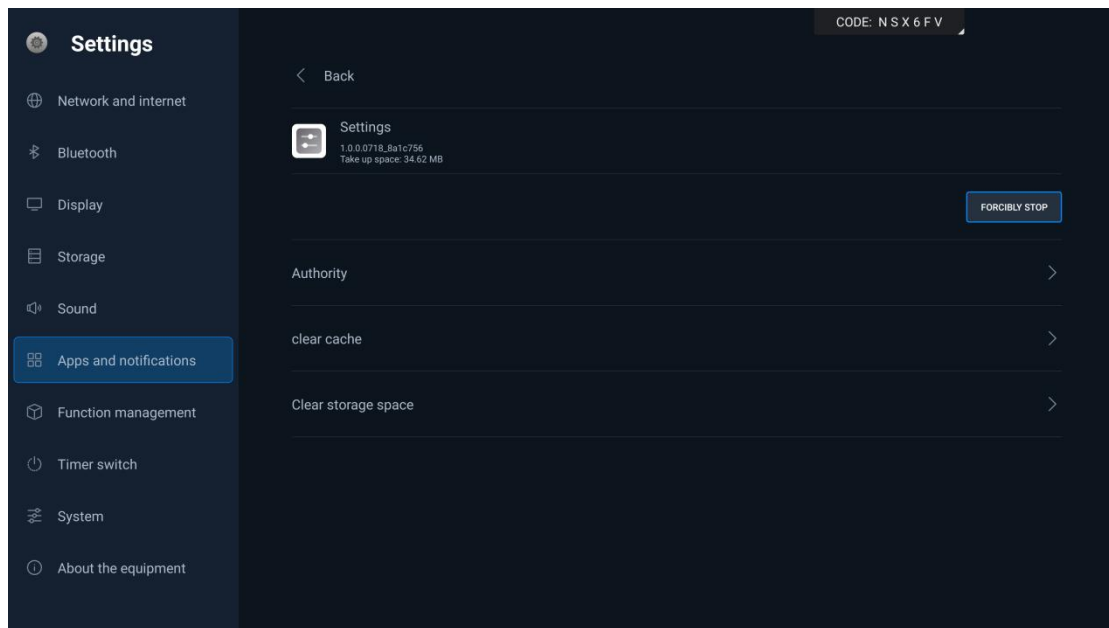 CODE: N S X 6 F V
Settings
Network and internet
Bluetooth
Display
Storage
Sound
Apps and notifications
Function management
Timer switch
System
About the equipment
Back
Settings
1.0.0.0718_8a1c756
Take up space: 34.62 MB
FORCIBLY STOP
Authority
clear cache
Clear storage space